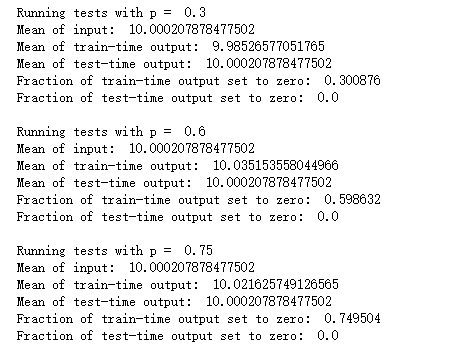 Running tests with p =  0.3
Mean of input:  10.000207878477502
Mean of train-time output:  9.98526577051765
Mean of test-time output:  10.000207878477502
Fraction of train-time output set to zero:  0.300876
Fraction of test-time output set to zero:  0.0
Running tests with p =  0.6
Mean of input:  10.000207878477502
Mean of train-time output:  10.035153558044966
Mean of test-time output:  10.000207878477502
Fraction of train-time output set to zero:  0.598632
Fraction of test-time output set to zero:  0.0
Running tests with p =  0.75
Mean of input:  10.000207878477502
Mean of train-time output:  10.021625749126565
Mean of test-time output:  10.000207878477502
Fraction of train-time output set to zero:  0.749504
Fraction of test-time output set to zero:  0.0